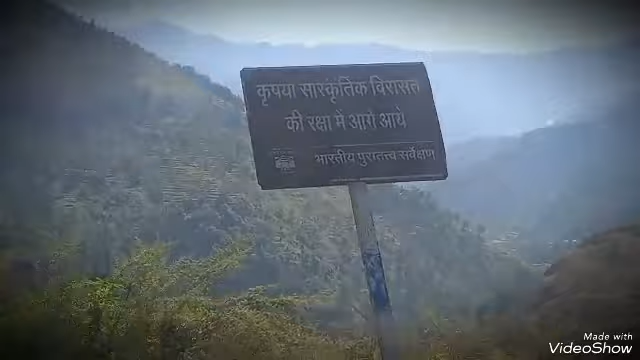 कृपया सांस्कृतिक विरासत
की रक्षा में आगे आये
भारतीय पुरातत्त्व सर्वेक्षण
Made with
VideoShow